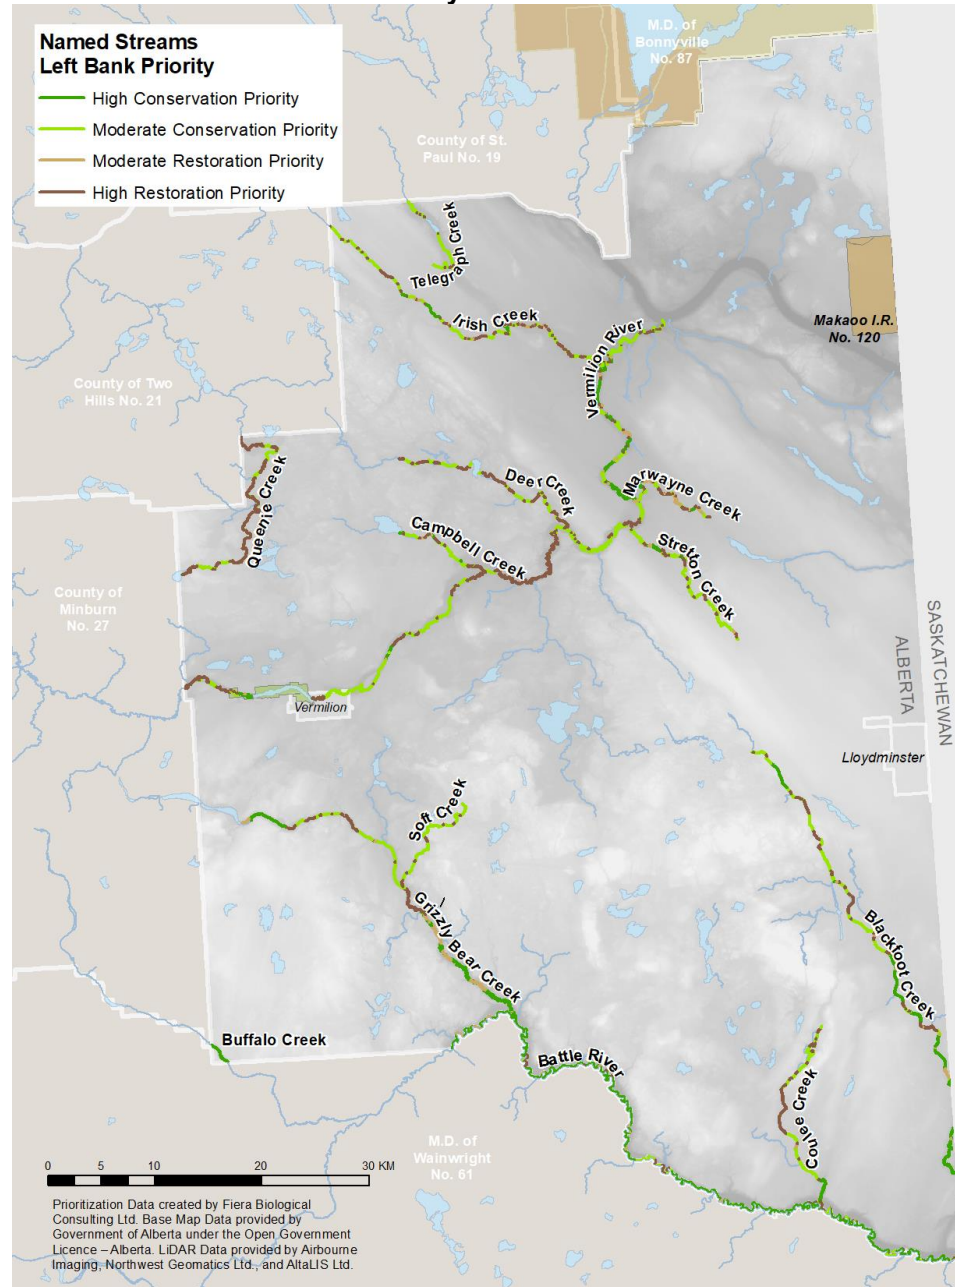 Named Streams
Left Bank Priority
High Conservation Priority
Moderate Conservation Priority
Moderate Restoration Priority
High Restoration Priority
M.D. of
Bonnyville
No. 87
County of St.
Paul No. 19
Telegraph Creek
Irish Creek
Vermilion River
Makaoo I.R.
No. 120
County of Two
Hills No. 21
Queenie Creek
Deer Creek
Marwayne Creek
Campbell Creek
Stretton Creek
County of
Minburn
No. 27
SASKATCHEWAN
ALBERTA
Vermilion
Lloydminster
Soft Creek
Grizzly Bear Creek
Blackfoot Creek
Buffalo Creek
Battle River
Coulee Creek
M.D. of
Wainwright
No. 61
0 5 10 20 30 KM
Prioritization Data created by Fiera Biological
Consulting Ltd. Base Map Data provided by
Government of Alberta under the Open Government
Licence – Alberta. LiDAR Data provided by Airbourne
Imaging, Northwest Geomatics Ltd., and AltaLIS Ltd.